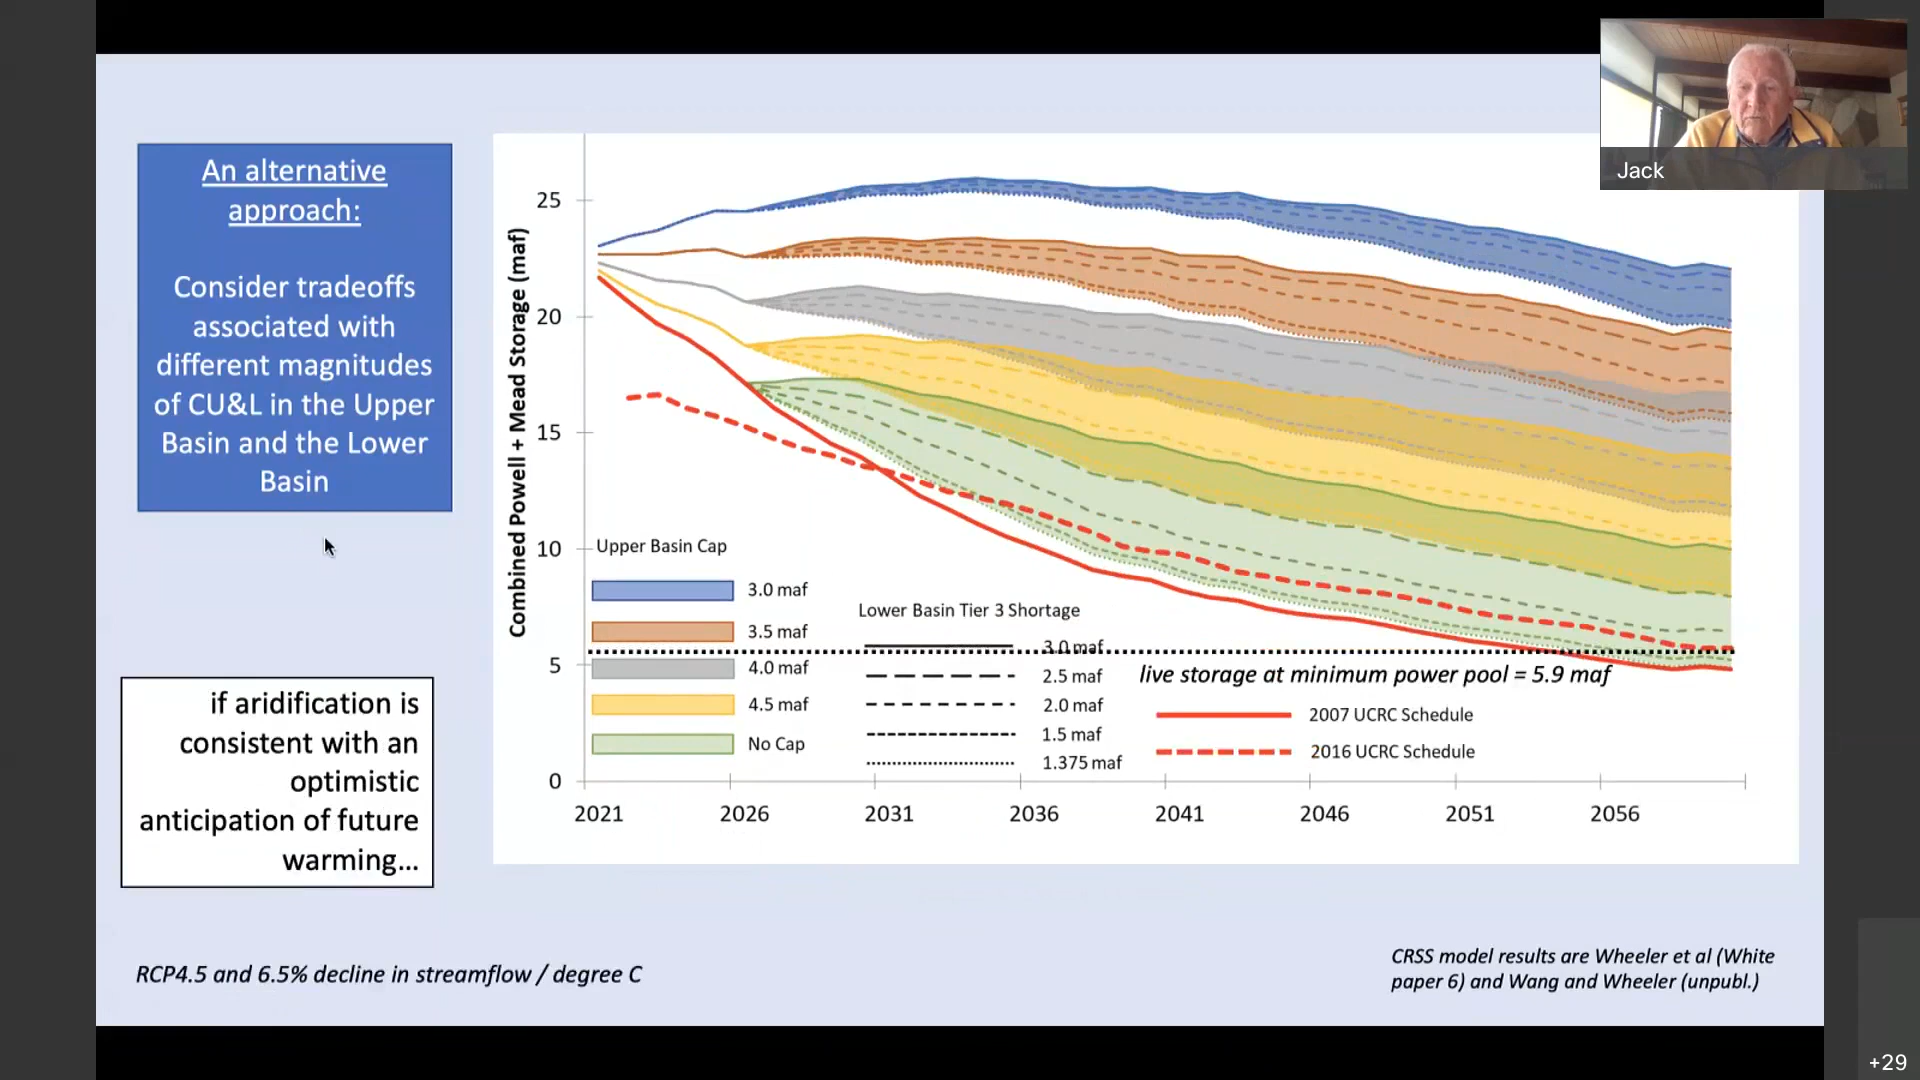 Jack
An alternative
approach:
Consider tradeoffs
associated with
different magnitudes
of CU&L in the Upper
Basin and the Lower
Basin
if aridification is
consistent with an
optimistic
anticipation of future
warming...
Combined Powell + Mead Storage (maf)
25
20
15
10
5
0
2021
2026
2031
2036
2041
2046
2051
2056
Upper Basin Cap
3.0 maf
3.5 maf
4.0 maf
4.5 maf
No Cap
Lower Basin Tier 3 Shortage
3.0 maf
2.5 maf
2.0 maf
1.5 maf
1.375 maf
live storage at minimum power pool = 5.9 maf
2007 UCRC Schedule
2016 UCRC Schedule
RCP4.5 and 6.5% decline in streamflow / degree C
CRSS model results are Wheeler et al (White
paper 6) and Wang and Wheeler (unpubl.)
+29